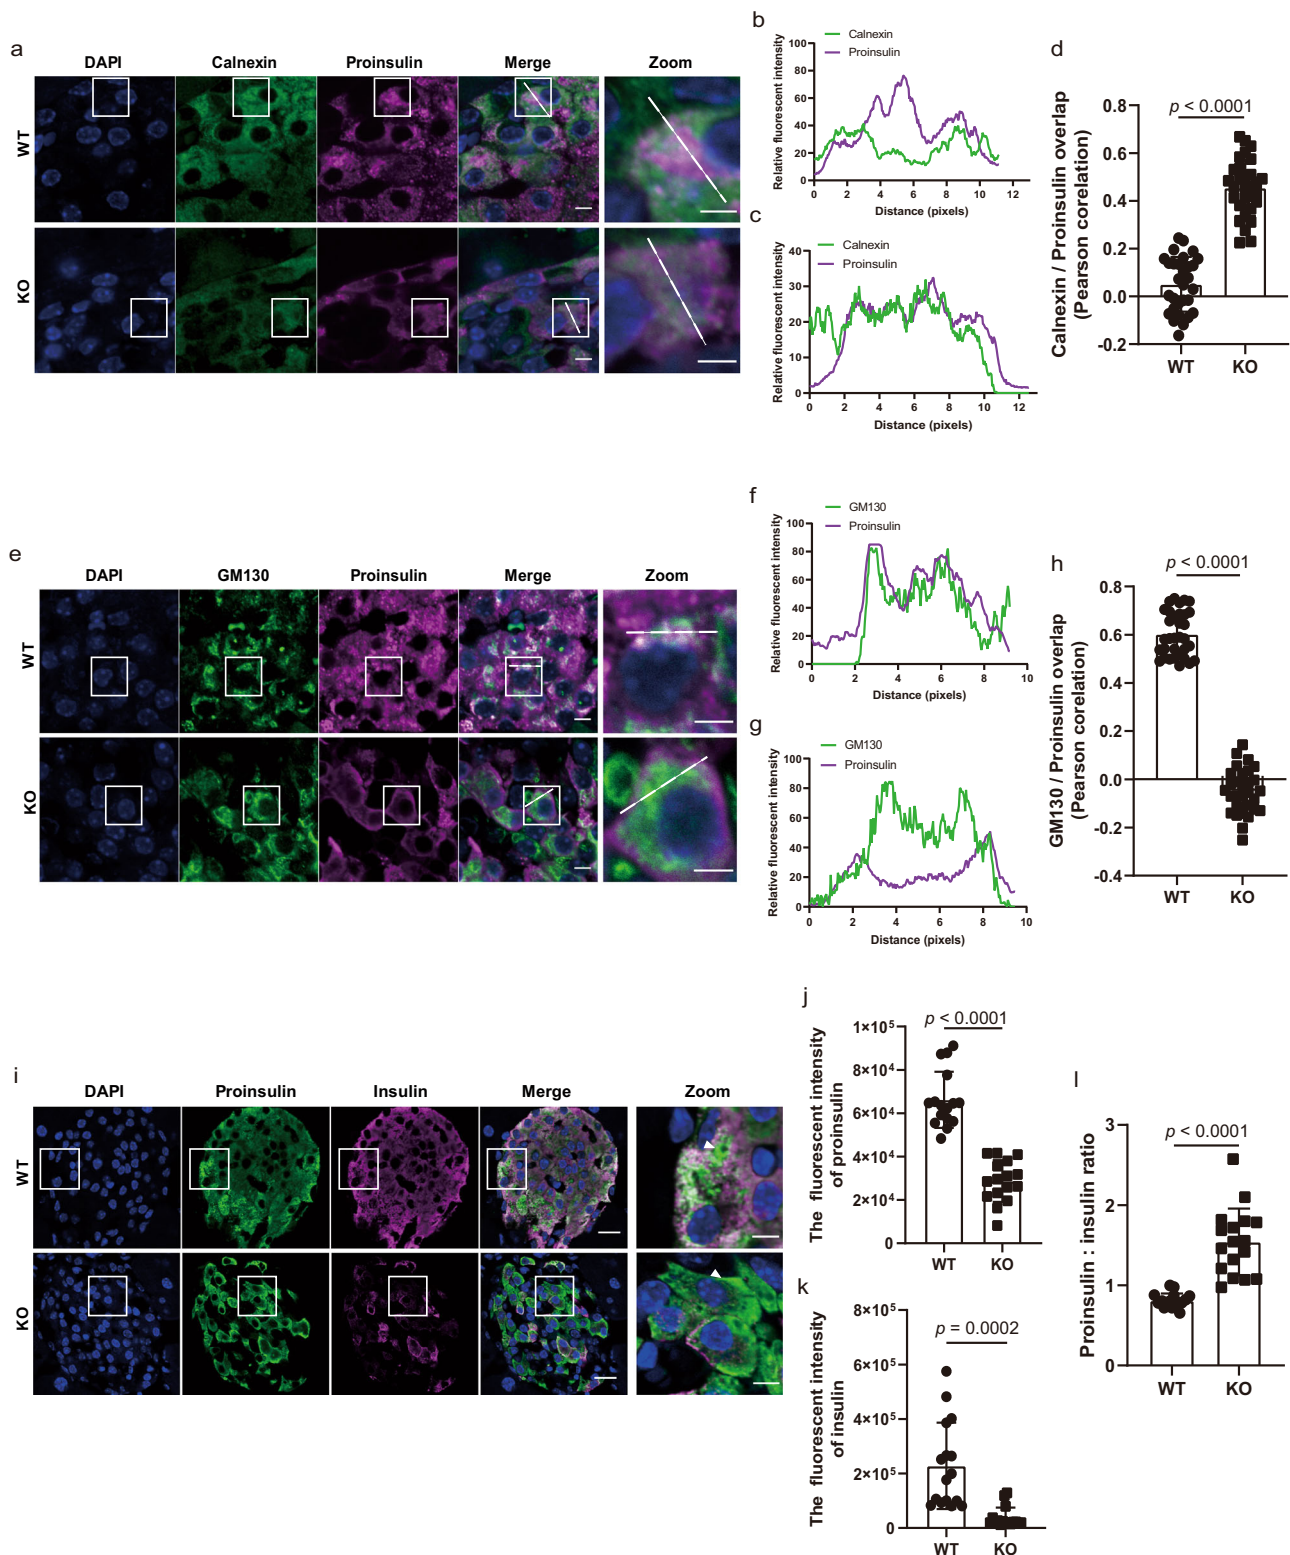 a
DAPI Calnexin Proinsulin Merge Zoom
WT
KO
b
Calnexin
Proinsulin
Relative fluorescent intensity
100
80
60
40
20
0
0 2 4 6 8 10 12
Distance (pixels)
c
Calnexin
Proinsulin
Relative fluorescent intensity
40
30
20
10
0
0 2 4 6 8 10 12
Distance (pixels)
d
p < 0.0001
Calnexin / Proinsulin overlap
(Pearson corelation)
0.8
0.6
0.4
0.2
0.0
-0.2
WT KO
e
DAPI GM130 Proinsulin Merge Zoom
WT
KO
f
GM130
Proinsulin
Relative fluorescent intensity
100
80
60
40
20
0
0 2 4 6 8 10
Distance (pixels)
g
GM130
Proinsulin
Relative fluorescent intensity
100
80
60
40
20
0
0 2 4 6 8 10
Distance (pixels)
h
p < 0.0001
GM130 / Proinsulin overlap
(Pearson corelation)
0.8
0.6
0.4
0.2
0.0
-0.2
-0.4
WT KO
i
DAPI Proinsulin Insulin Merge Zoom
WT
KO
j
p < 0.0001
The fluorescent intensity
of proinsulin
1×10⁵
8×10⁴
6×10⁴
4×10⁴
2×10⁴
0
WT KO
k
p = 0.0002
The fluorescent intensity
of insulin
8×10⁵
6×10⁵
4×10⁵
2×10⁵
0
WT KO
l
p < 0.0001
Proinsulin : insulin ratio
3
2
1
0
WT KO